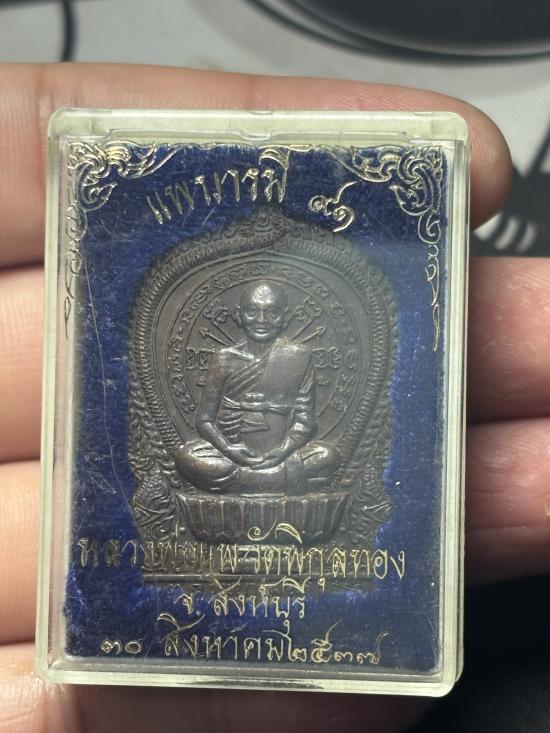 แพบารมี ๙๑
หลวงพ่อแพ วัดพิกุลทอง
จ. สิงห์บุรี
๓๐ สิงหาคม ๒๕๓๗